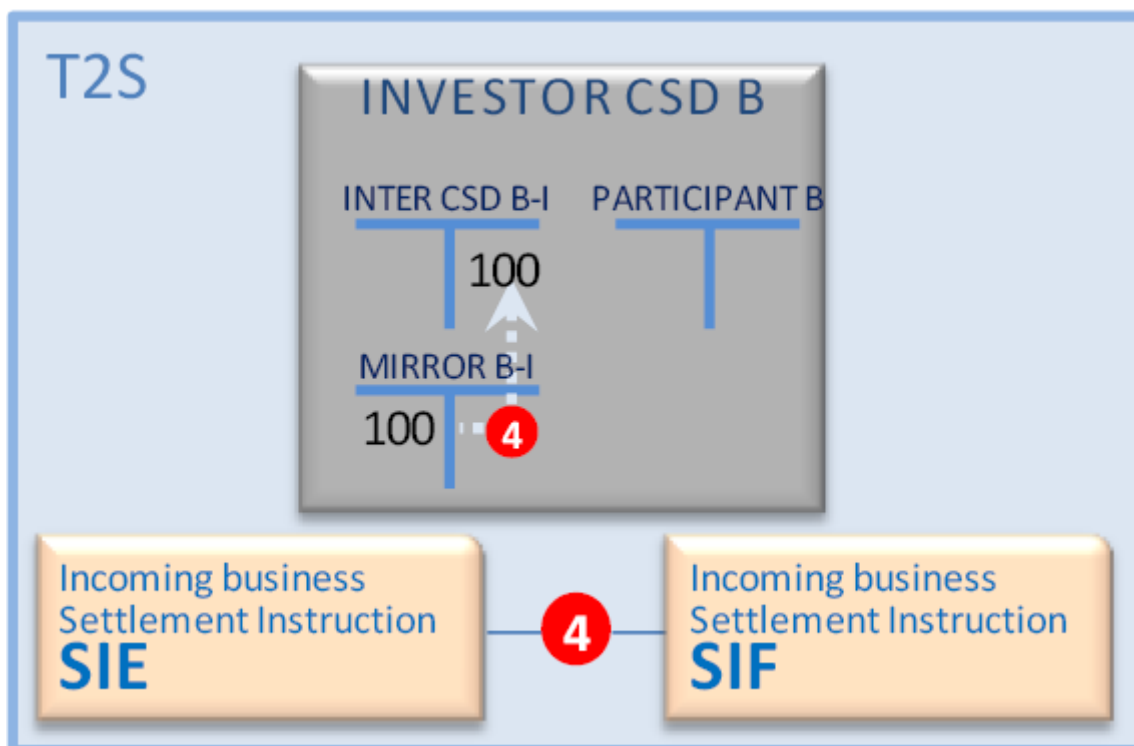 T2S
INVESTOR CSD B
INTER CSD B-I
PARTICIPANT B
100
MIRROR B-I
100
4
Incoming business
Settlement Instruction
SIE
4
Incoming business
Settlement Instruction
SIF